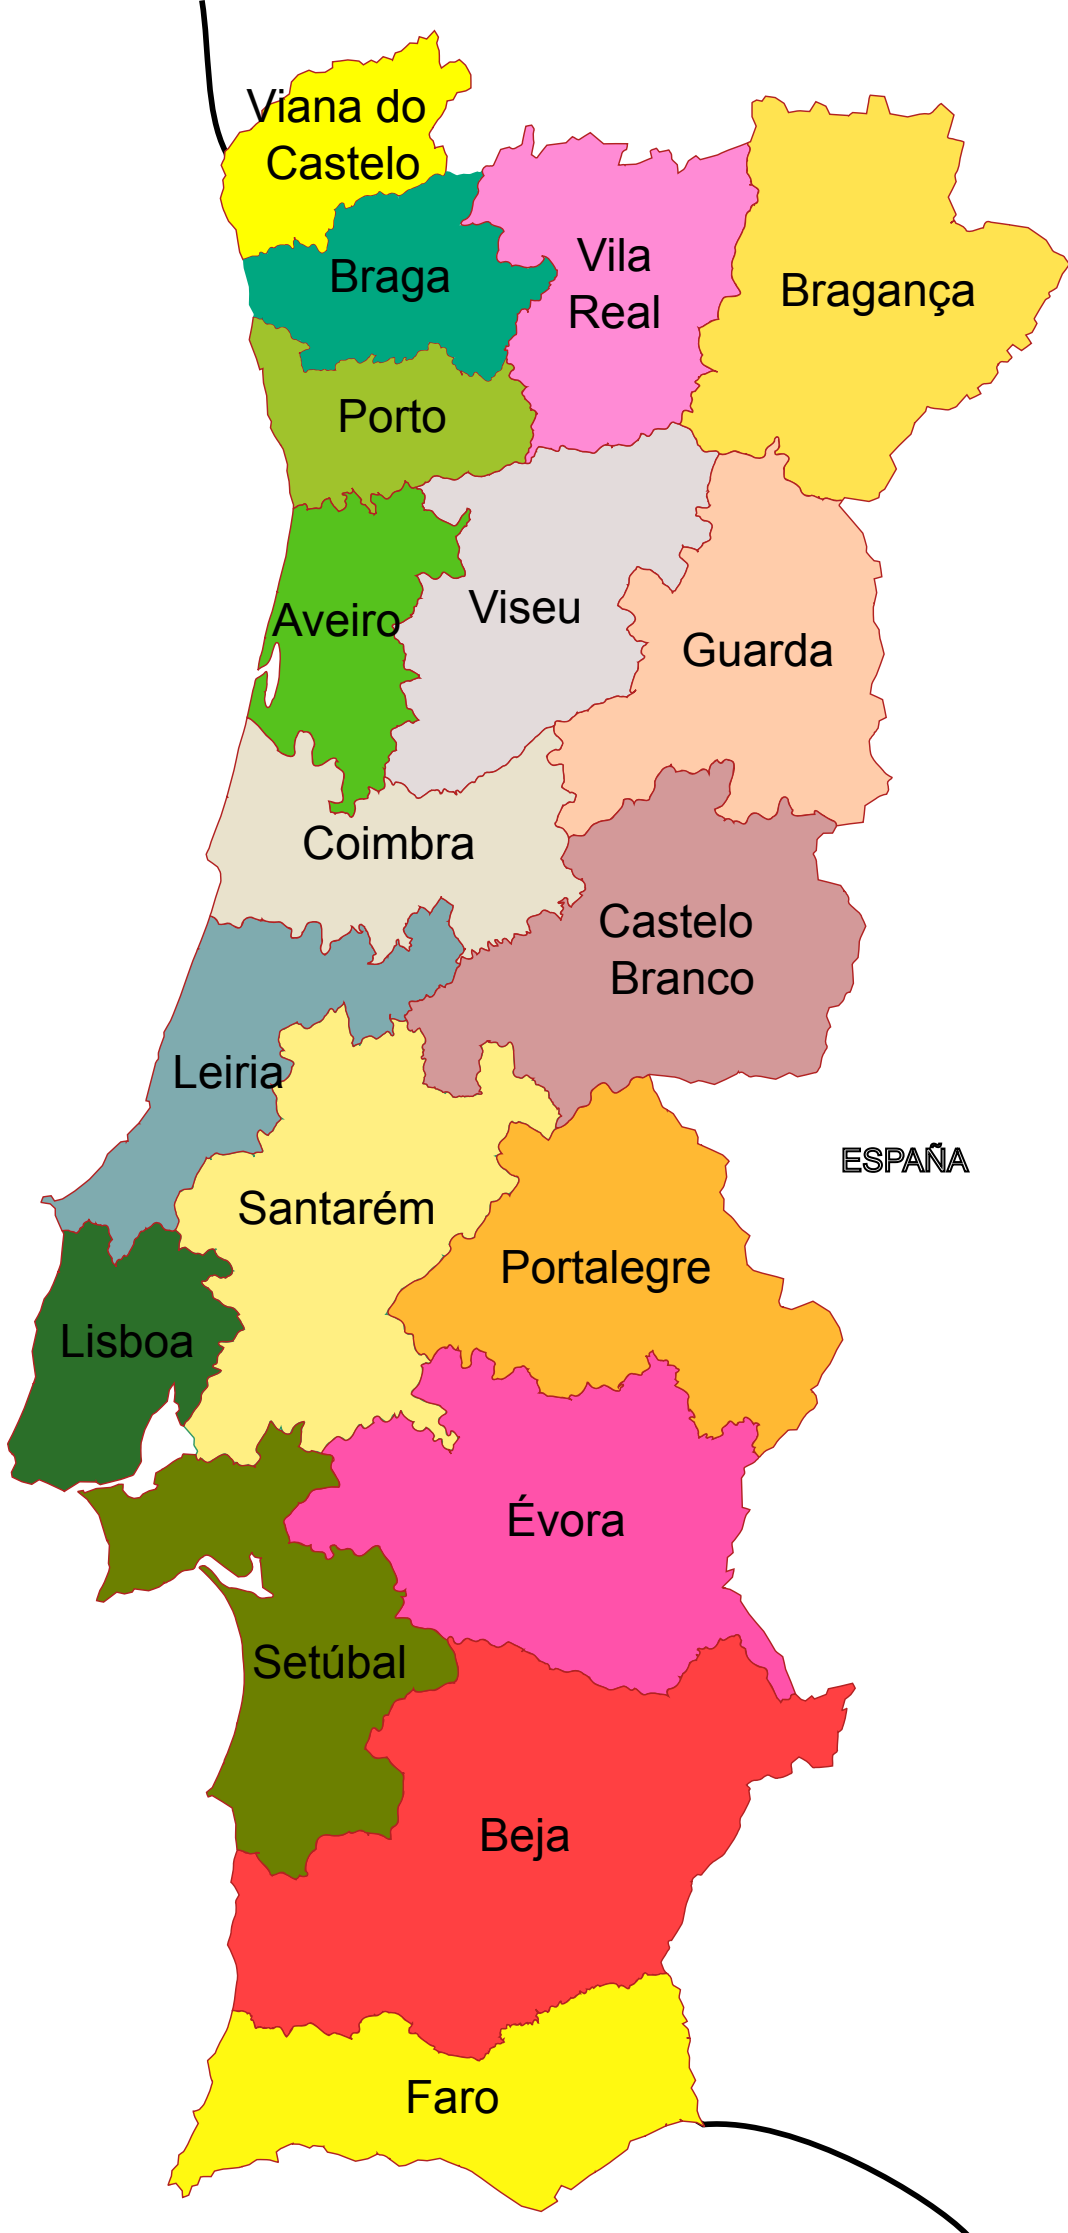 Viana do
Castelo
Braga
Vila
Real
Bragança
Porto
Aveiro
Viseu
Guarda
Coimbra
Castelo
Branco
Leiria
ESPAÑA
Santarém
Portalegre
Lisboa
Évora
Setúbal
Beja
Faro